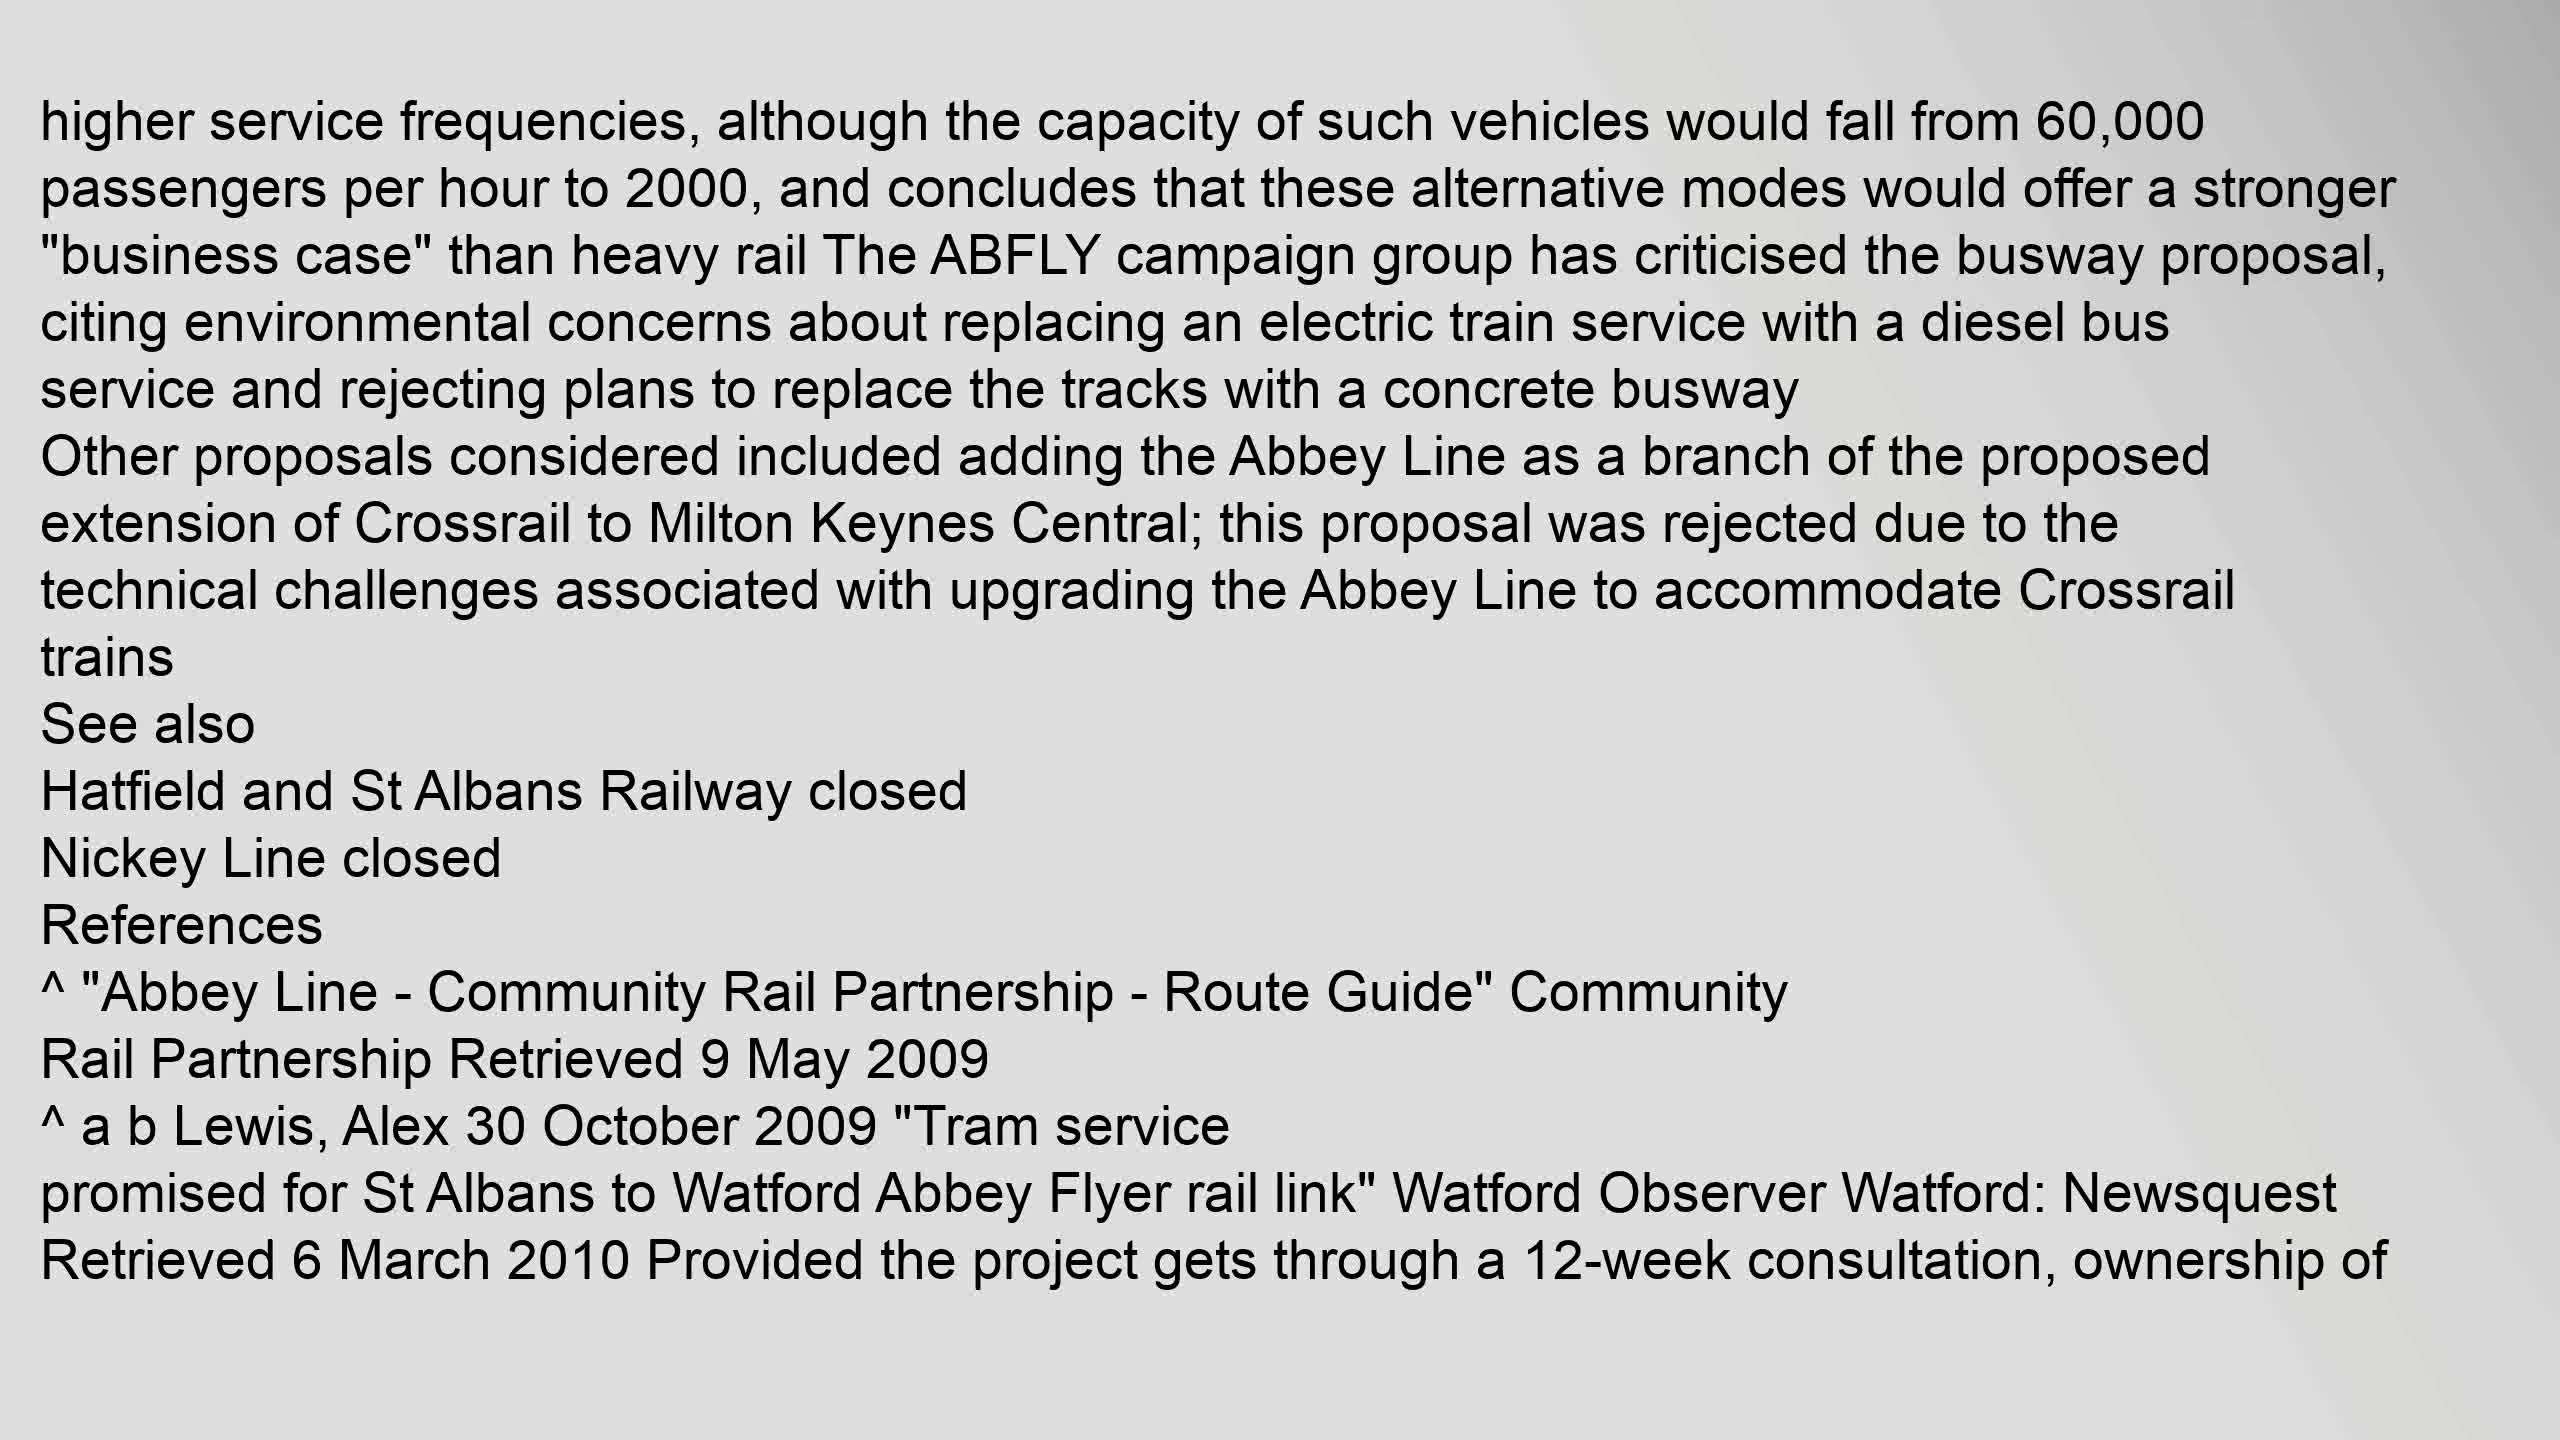 higher service frequencies, although the capacity of such vehicles would fall from 60,000
passengers per hour to 2000, and concludes that these alternative modes would offer a stronger
"business case" than heavy rail The ABFLY campaign group has criticised the busway proposal,
citing environmental concerns about replacing an electric train service with a diesel bus
service and rejecting plans to replace the tracks with a concrete busway
Other proposals considered included adding the Abbey Line as a branch of the proposed
extension of Crossrail to Milton Keynes Central; this proposal was rejected due to the
technical challenges associated with upgrading the Abbey Line to accommodate Crossrail
trains
See also
Hatfield and St Albans Railway closed
Nickey Line closed
References
^ "Abbey Line - Community Rail Partnership - Route Guide" Community
Rail Partnership Retrieved 9 May 2009
^ a b Lewis, Alex 30 October 2009 "Tram service
promised for St Albans to Watford Abbey Flyer rail link" Watford Observer Watford: Newsquest
Retrieved 6 March 2010 Provided the project gets through a 12-week consultation, ownership of